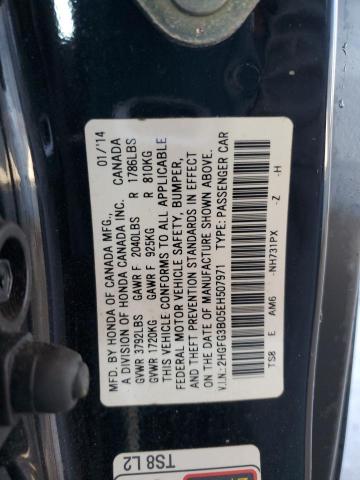 MFD. BY HONDA OF CANADA MFG., 01/'14
A DIVISION OF HONDA CANADA INC. CANADA
GVWR 3792LBS GAWR F 2040LBS R 1786LBS
GVWR 1720KG GAWR F 925KG R 810KG
THIS VEHICLE CONFORMS TO ALL APPLICABLE
FEDERAL MOTOR VEHICLE SAFETY, BUMPER,
AND THEFT PREVENTION STANDARDS IN EFFECT
ON THE DATE OF MANUFACTURE SHOWN ABOVE.
V.I.N.: 2HGFG3B05EH507971 TYPE: PASSENGER CAR
TS8 E AM6 -NH731PX -Z -H
TS8 L2